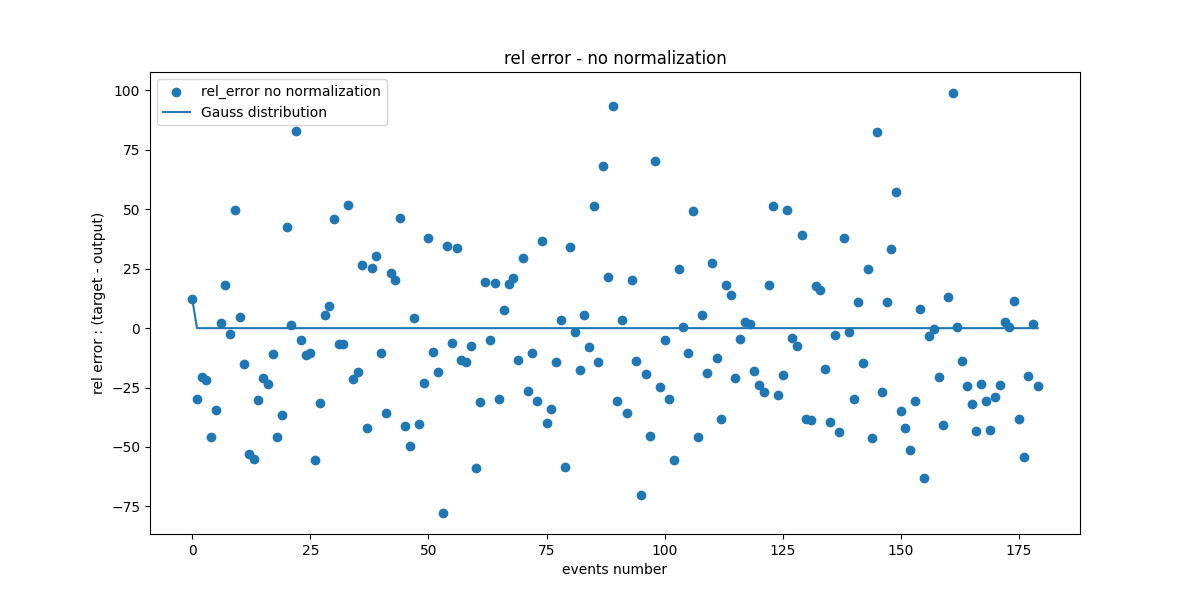 rel error - no normalization
rel_error no normalization
Gauss distribution
rel error : (target - output)
100
75
50
25
0
−25
−50
−75
0 25 50 75 100 125 150 175
events number